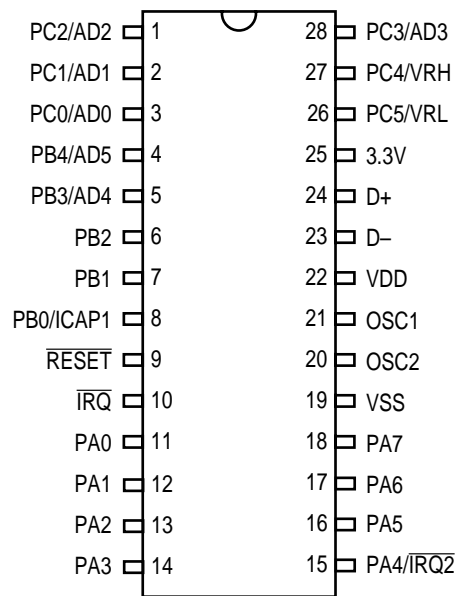 PC2/AD2 1 28 PC3/AD3
PC1/AD1 2 27 PC4/VRH
PC0/AD0 3 26 PC5/VRL
PB4/AD5 4 25 3.3V
PB3/AD4 5 24 D+
PB2 6 23 D–
PB1 7 22 VDD
PB0/ICAP1 8 21 OSC1
R̅E̅S̅E̅T̅ 9 20 OSC2
I̅R̅Q̅ 10 19 VSS
PA0 11 18 PA7
PA1 12 17 PA6
PA2 13 16 PA5
PA3 14 15 PA4/I̅R̅Q̅2̅